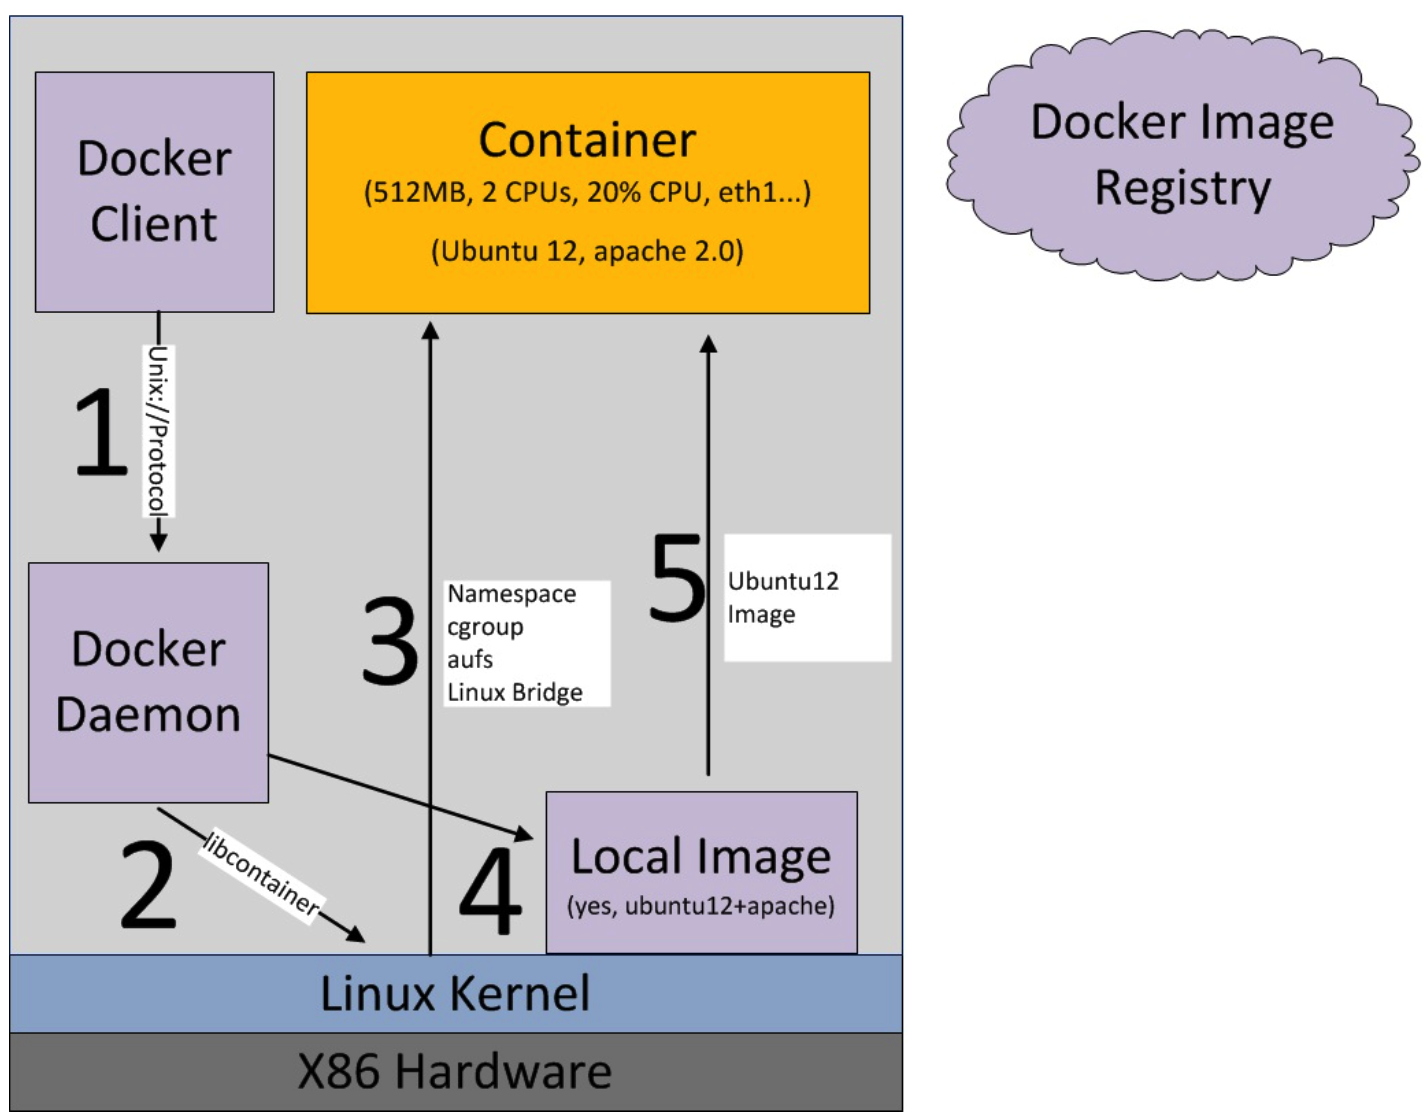 Docker
Client
Container
(512MB, 2 CPUs, 20% CPU, eth1...)
(Ubuntu 12, apache 2.0)
Docker Image
Registry
1
Unix://Protocol
Docker
Daemon
3
Namespace
cgroup
aufs
Linux Bridge
5
Ubuntu12
Image
2
libcontainer
4
Local Image
(yes, ubuntu12+apache)
Linux Kernel
X86 Hardware